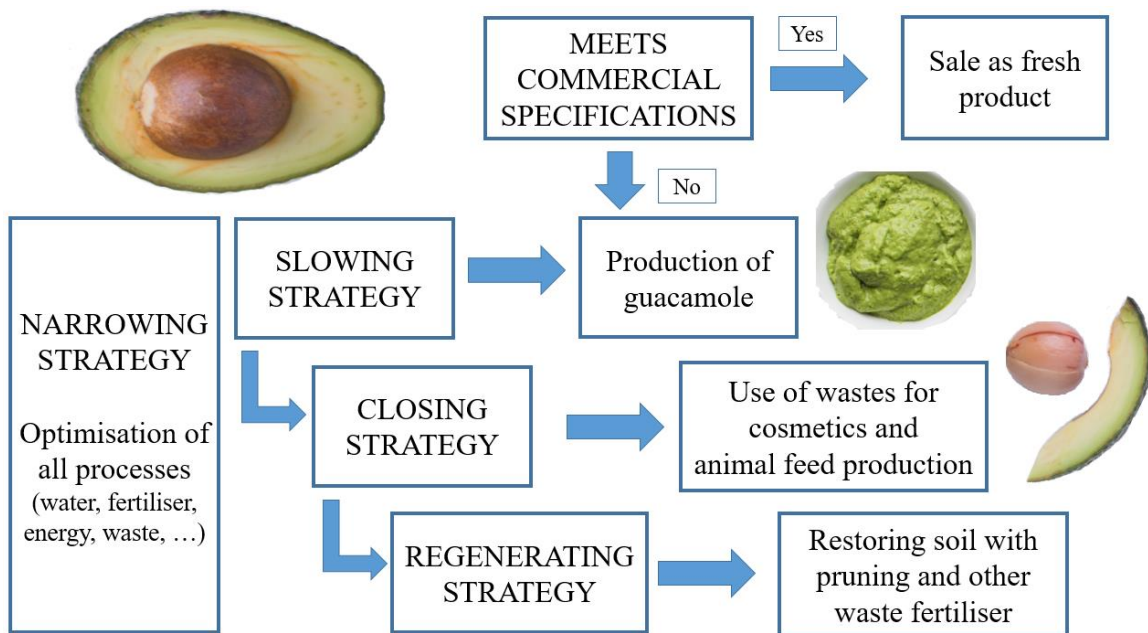 MEETS
COMMERCIAL
SPECIFICATIONS
Yes
Sale as fresh
product
No
NARROWING
STRATEGY
Optimisation of
all processes
(water, fertiliser,
energy, waste, …)
SLOWING
STRATEGY
Production of
guacamole
CLOSING
STRATEGY
Use of wastes for
cosmetics and
animal feed production
REGENERATING
STRATEGY
Restoring soil with
pruning and other
waste fertiliser